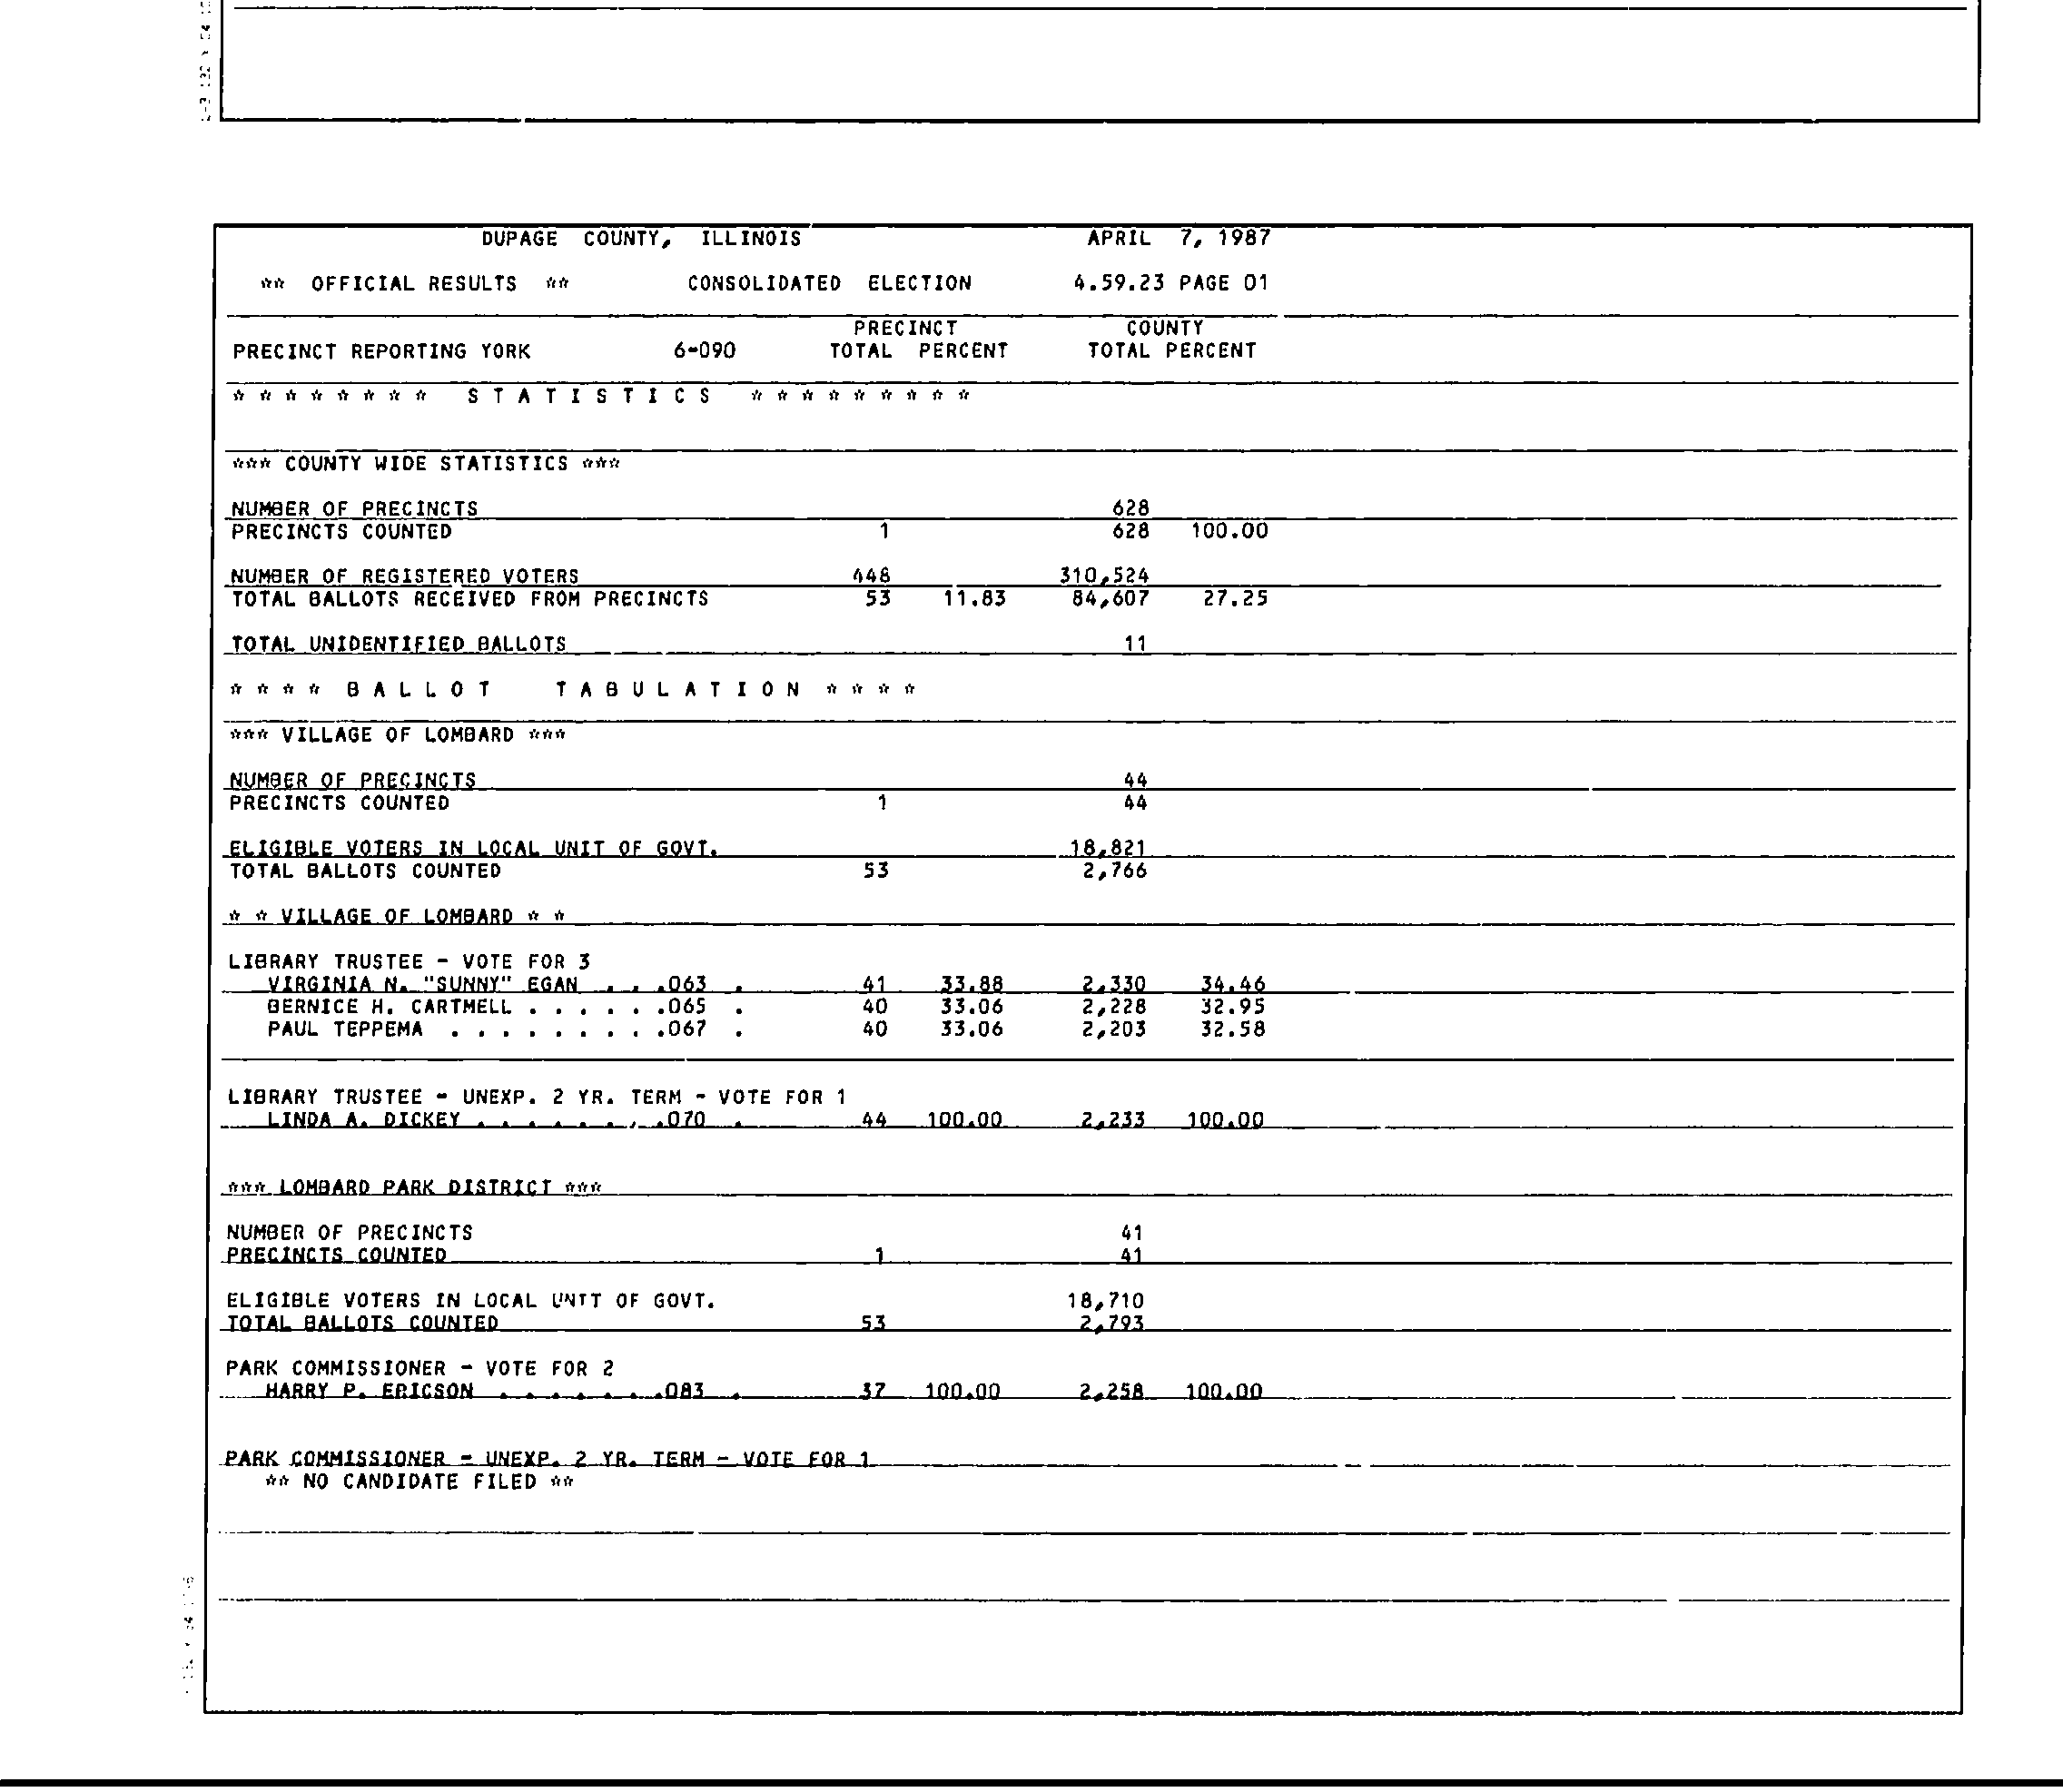 DUPAGE COUNTY, ILLINOIS APRIL 7, 1987
** OFFICIAL RESULTS ** CONSOLIDATED ELECTION 4.59.23 PAGE 01
PRECINCT COUNTY
PRECINCT REPORTING YORK 6-090 TOTAL PERCENT TOTAL PERCENT
* * * * * * * * S T A T I S T I C S * * * * * * * * *
*** COUNTY WIDE STATISTICS ***
NUMBER OF PRECINCTS 628
PRECINCTS COUNTED 1 628 100.00
NUMBER OF REGISTERED VOTERS 448 310,524
TOTAL BALLOTS RECEIVED FROM PRECINCTS 53 11.83 84,607 27.25
TOTAL UNIDENTIFIED BALLOTS 11
* * * * B A L L O T T A B U L A T I O N * * * *
*** VILLAGE OF LOMBARD ***
NUMBER OF PRECINCTS 44
PRECINCTS COUNTED 1 44
ELIGIBLE VOTERS IN LOCAL UNIT OF GOVT. 18,821
TOTAL BALLOTS COUNTED 53 2,766
* * VILLAGE OF LOMBARD * *
LIBRARY TRUSTEE - VOTE FOR 3
VIRGINIA N. "SUNNY" EGAN . . .063 . 41 33.88 2,330 34.46
BERNICE H. CARTMELL . . . . . .065 . 40 33.06 2,228 32.95
PAUL TEPPEMA . . . . . . . . .067 . 40 33.06 2,203 32.58
LIBRARY TRUSTEE - UNEXP. 2 YR. TERM - VOTE FOR 1
LINDA A. DICKEY . . . . . . . .070 . 44 100.00 2,233 100.00
*** LOMBARD PARK DISTRICT ***
NUMBER OF PRECINCTS 41
PRECINCTS COUNTED 1 41
ELIGIBLE VOTERS IN LOCAL UNIT OF GOVT. 18,710
TOTAL BALLOTS COUNTED 53 2,793
PARK COMMISSIONER - VOTE FOR 2
HARRY P. ERICSON . . . . . . .083 . 37 100.00 2,258 100.00
PARK COMMISSIONER - UNEXP. 2 YR. TERM - VOTE FOR 1
** NO CANDIDATE FILED **